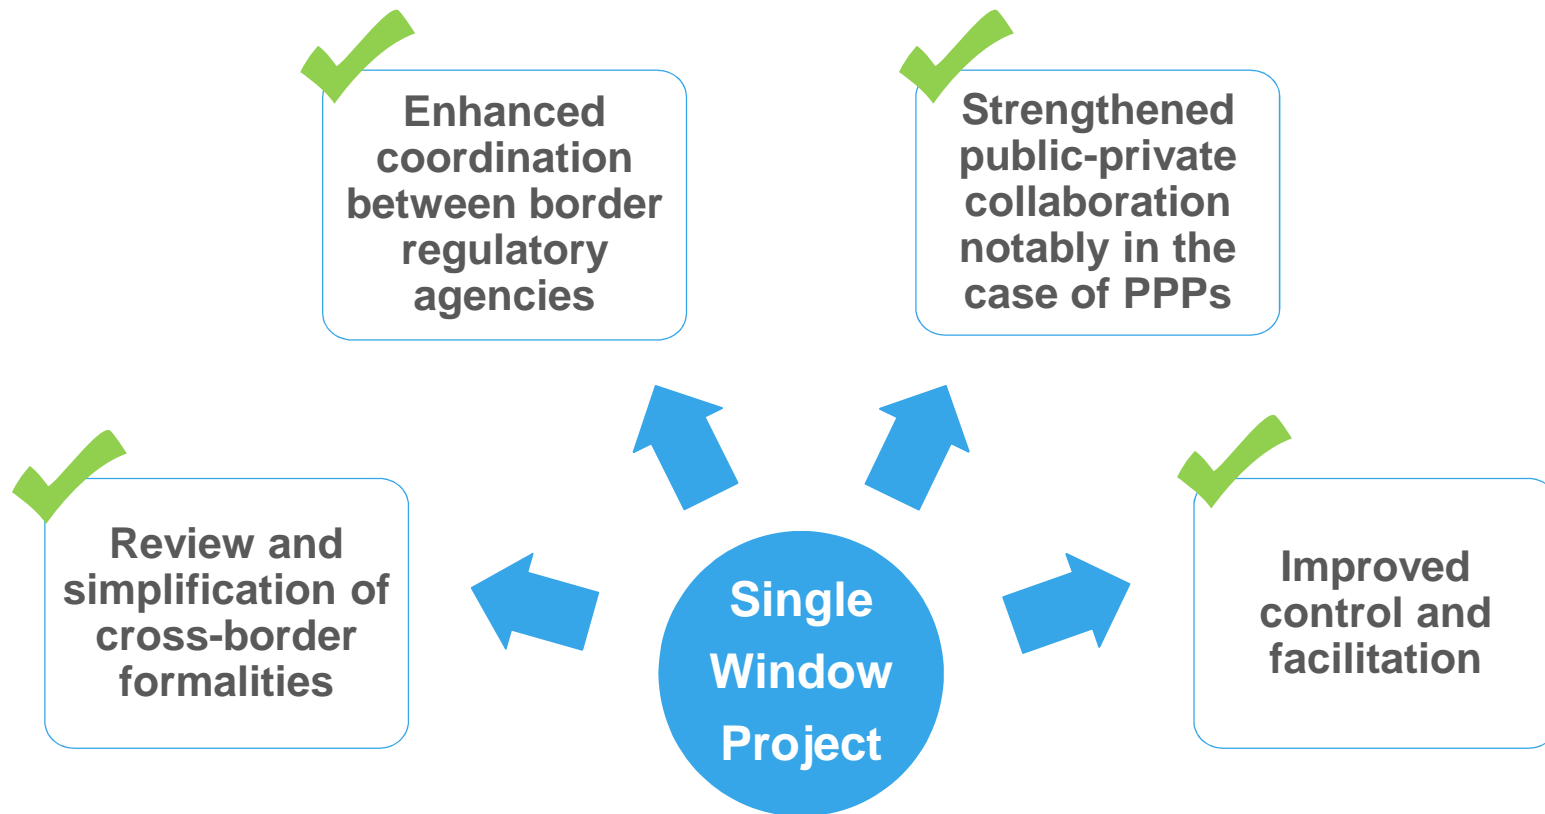 Enhanced
coordination
between border
regulatory
agencies
Strengthened
public-private
collaboration
notably in the
case of PPPs
Review and
simplification of
cross-border
formalities
Improved
control and
facilitation
Single
Window
Project